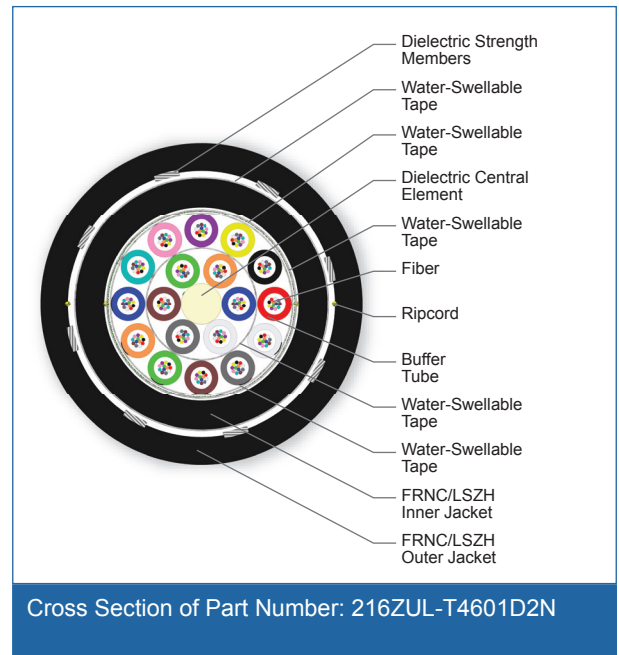 Dielectric Strength
Members
Water-Swellable
Tape
Water-Swellable
Tape
Dielectric Central
Element
Water-Swellable
Tape
Fiber
Ripcord
Buffer
Tube
Water-Swellable
Tape
Water-Swellable
Tape
FRNC/LSZH
Inner Jacket
FRNC/LSZH
Outer Jacket
Cross Section of Part Number: 216ZUL-T4601D2N